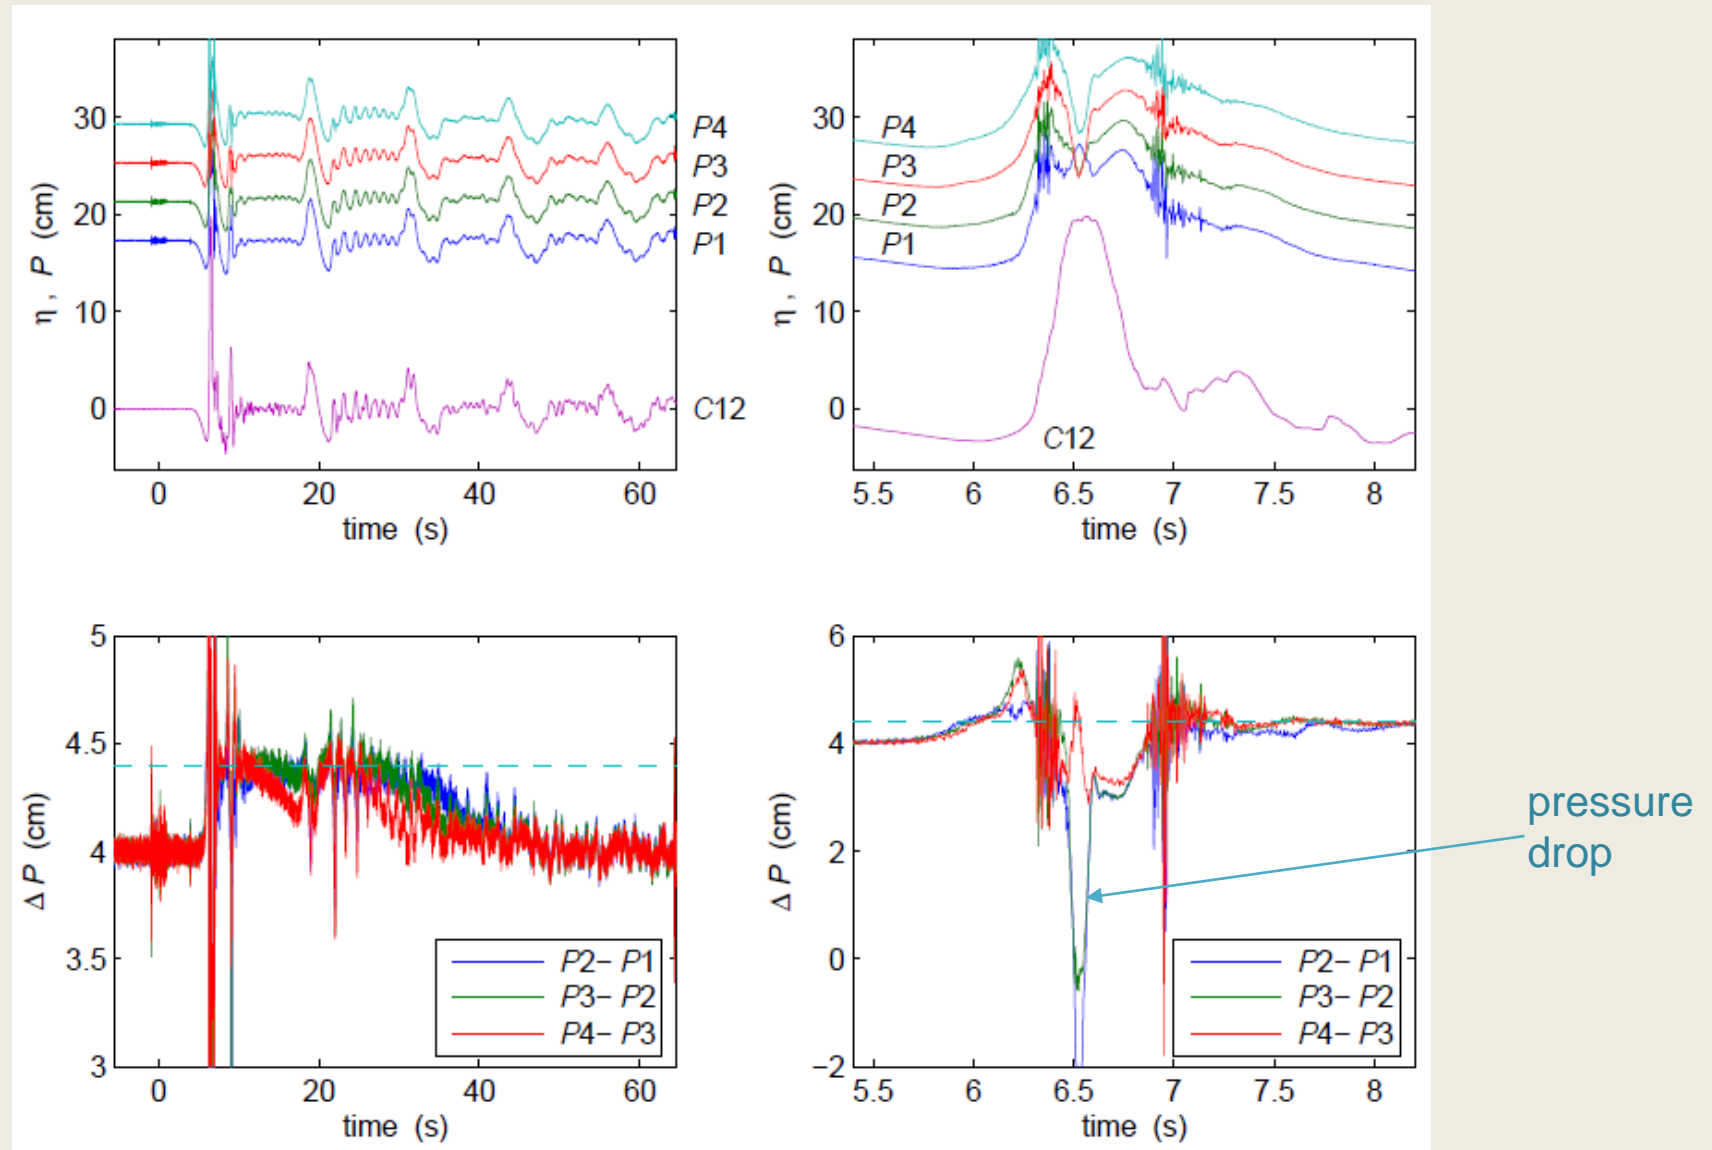 30
20
10
0
η , P (cm)
0
20
40
60
time (s)
P4
P3
P2
P1
C12
30
20
10
0
η , P (cm)
P4
P3
P2
P1
C12
5.5
6
6.5
7
7.5
8
time (s)
5
4.5
4
3.5
3
Δ P (cm)
P2− P1
P3− P2
P4− P3
0
20
40
60
time (s)
6
4
2
0
−2
Δ P (cm)
P2− P1
P3− P2
P4− P3
5.5
6
6.5
7
7.5
8
time (s)
pressure
drop